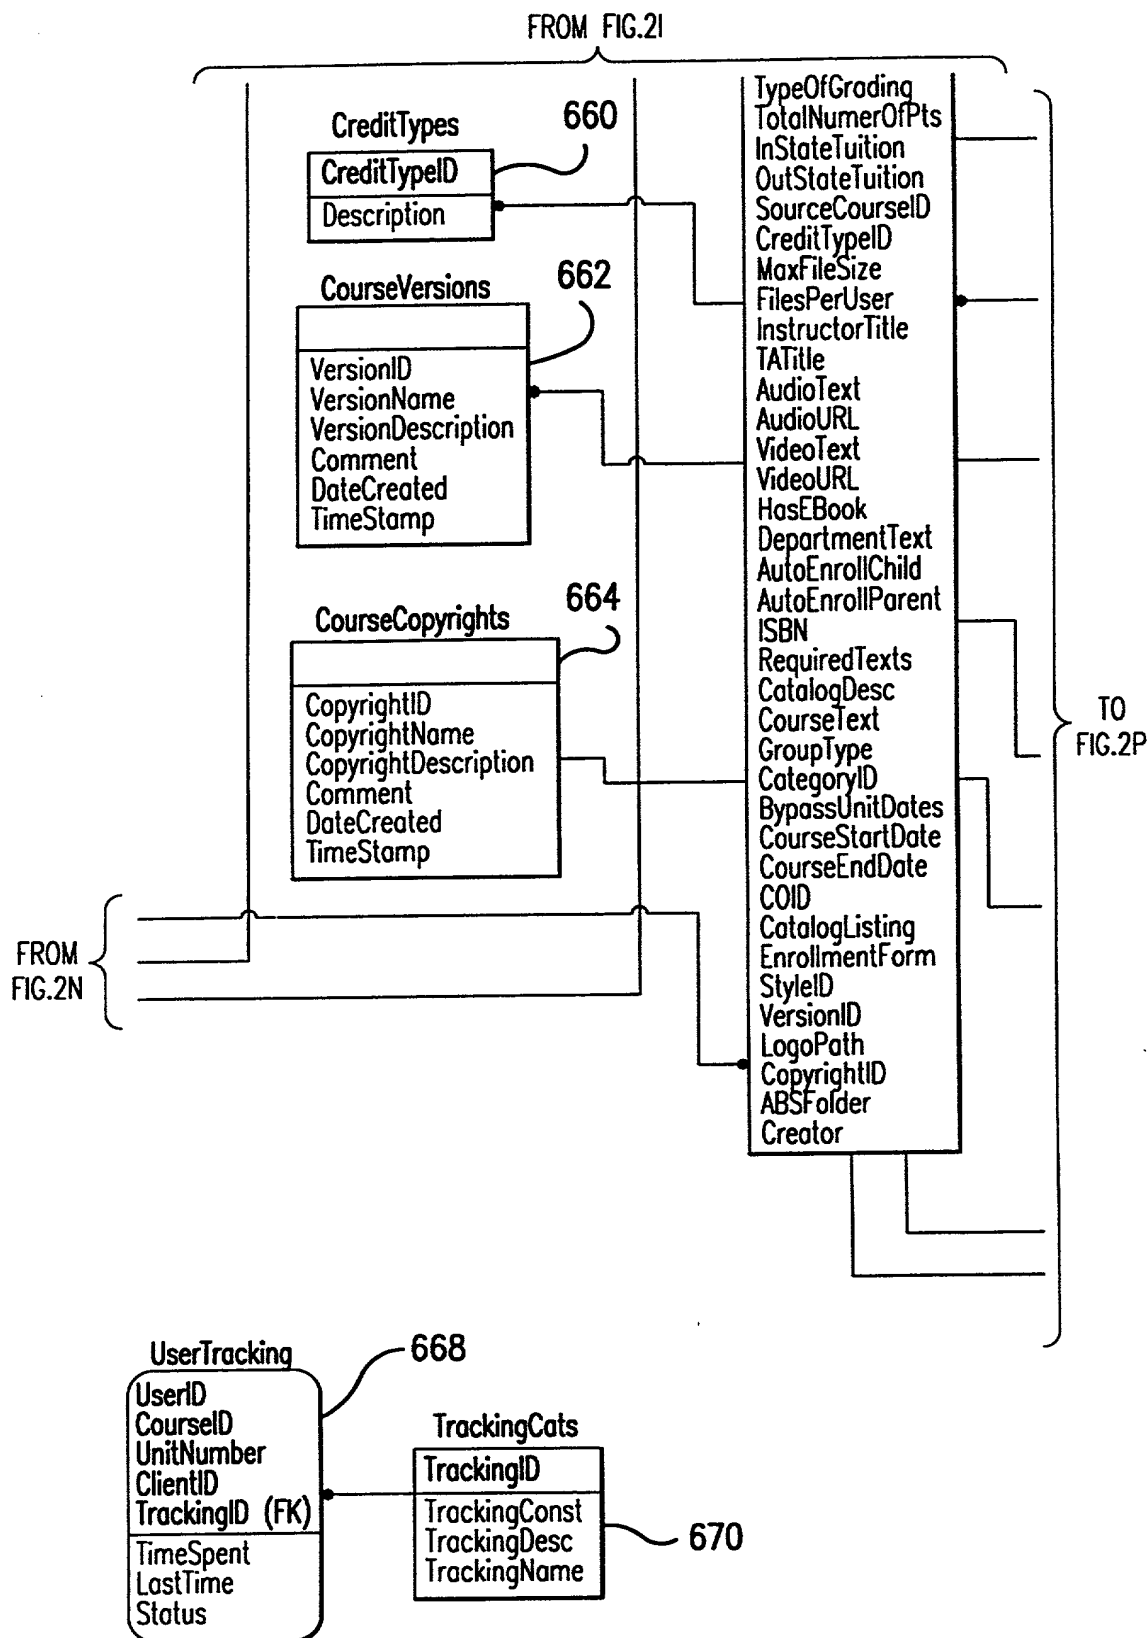 FROM FIG.2I
CreditTypes
660
CreditTypeID
Description
CourseVersions
662
VersionID
VersionName
VersionDescription
Comment
DateCreated
TimeStamp
CourseCopyrights
664
CopyrightID
CopyrightName
CopyrightDescription
Comment
DateCreated
TimeStamp
FROM
FIG.2N
TypeOfGrading
TotalNumerOfPts
InStateTuition
OutStateTuition
SourceCourseID
CreditTypeID
MaxFileSize
FilesPerUser
InstructorTitle
TATitle
AudioText
AudioURL
VideoText
VideoURL
HasEBook
DepartmentText
AutoEnrollChild
AutoEnrollParent
ISBN
RequiredTexts
CatalogDesc
CourseText
GroupType
CategoryID
BypassUnitDates
CourseStartDate
CourseEndDate
COID
CatalogListing
EnrollmentForm
StyleID
VersionID
LogoPath
CopyrightID
ABSFolder
Creator
TO
FIG.2P
UserTracking
668
UserID
CourseID
UnitNumber
ClientID
TrackingID (FK)
TimeSpent
LastTime
Status
TrackingCats
TrackingID
TrackingConst
TrackingDesc
TrackingName
670